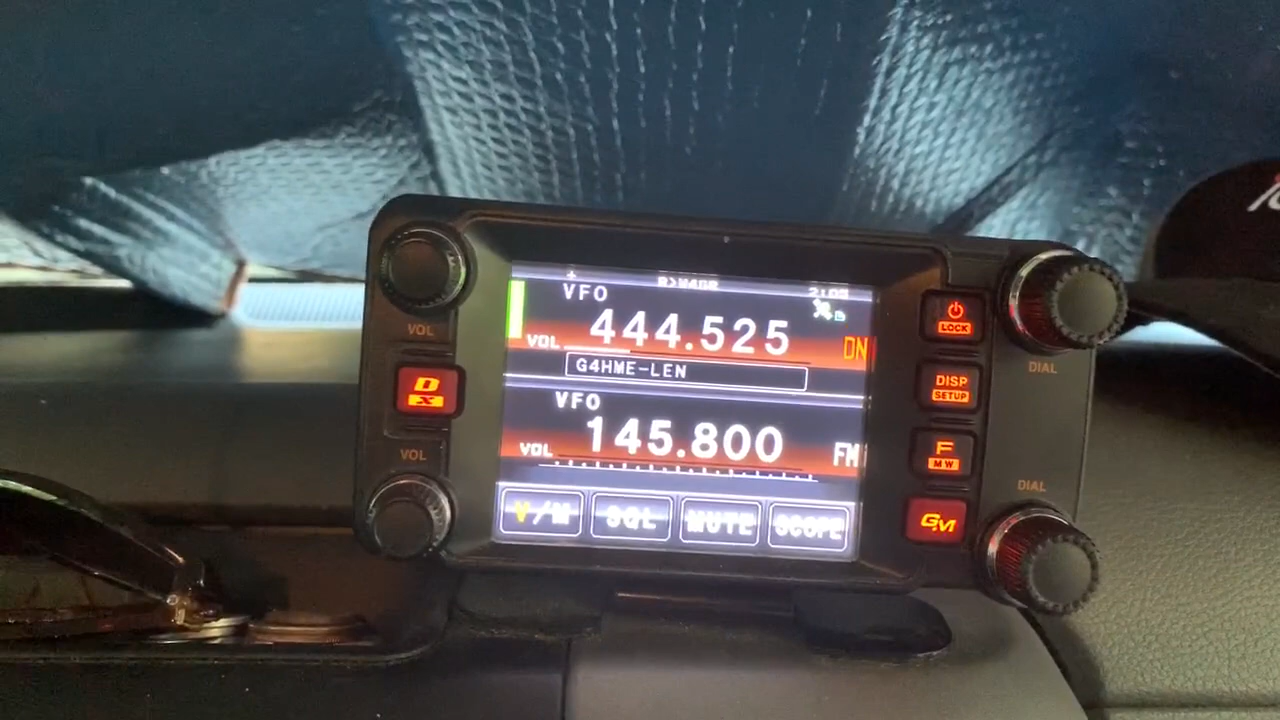 VFO
444.525
VOL
DN
G4HME-LEN
VFO
145.800
VOL
FM
V/M SQL MUTE SCOPE
VOL
D
X
VOL
LOCK
DIAL
DISP
SETUP
F
MW
GM
DIAL